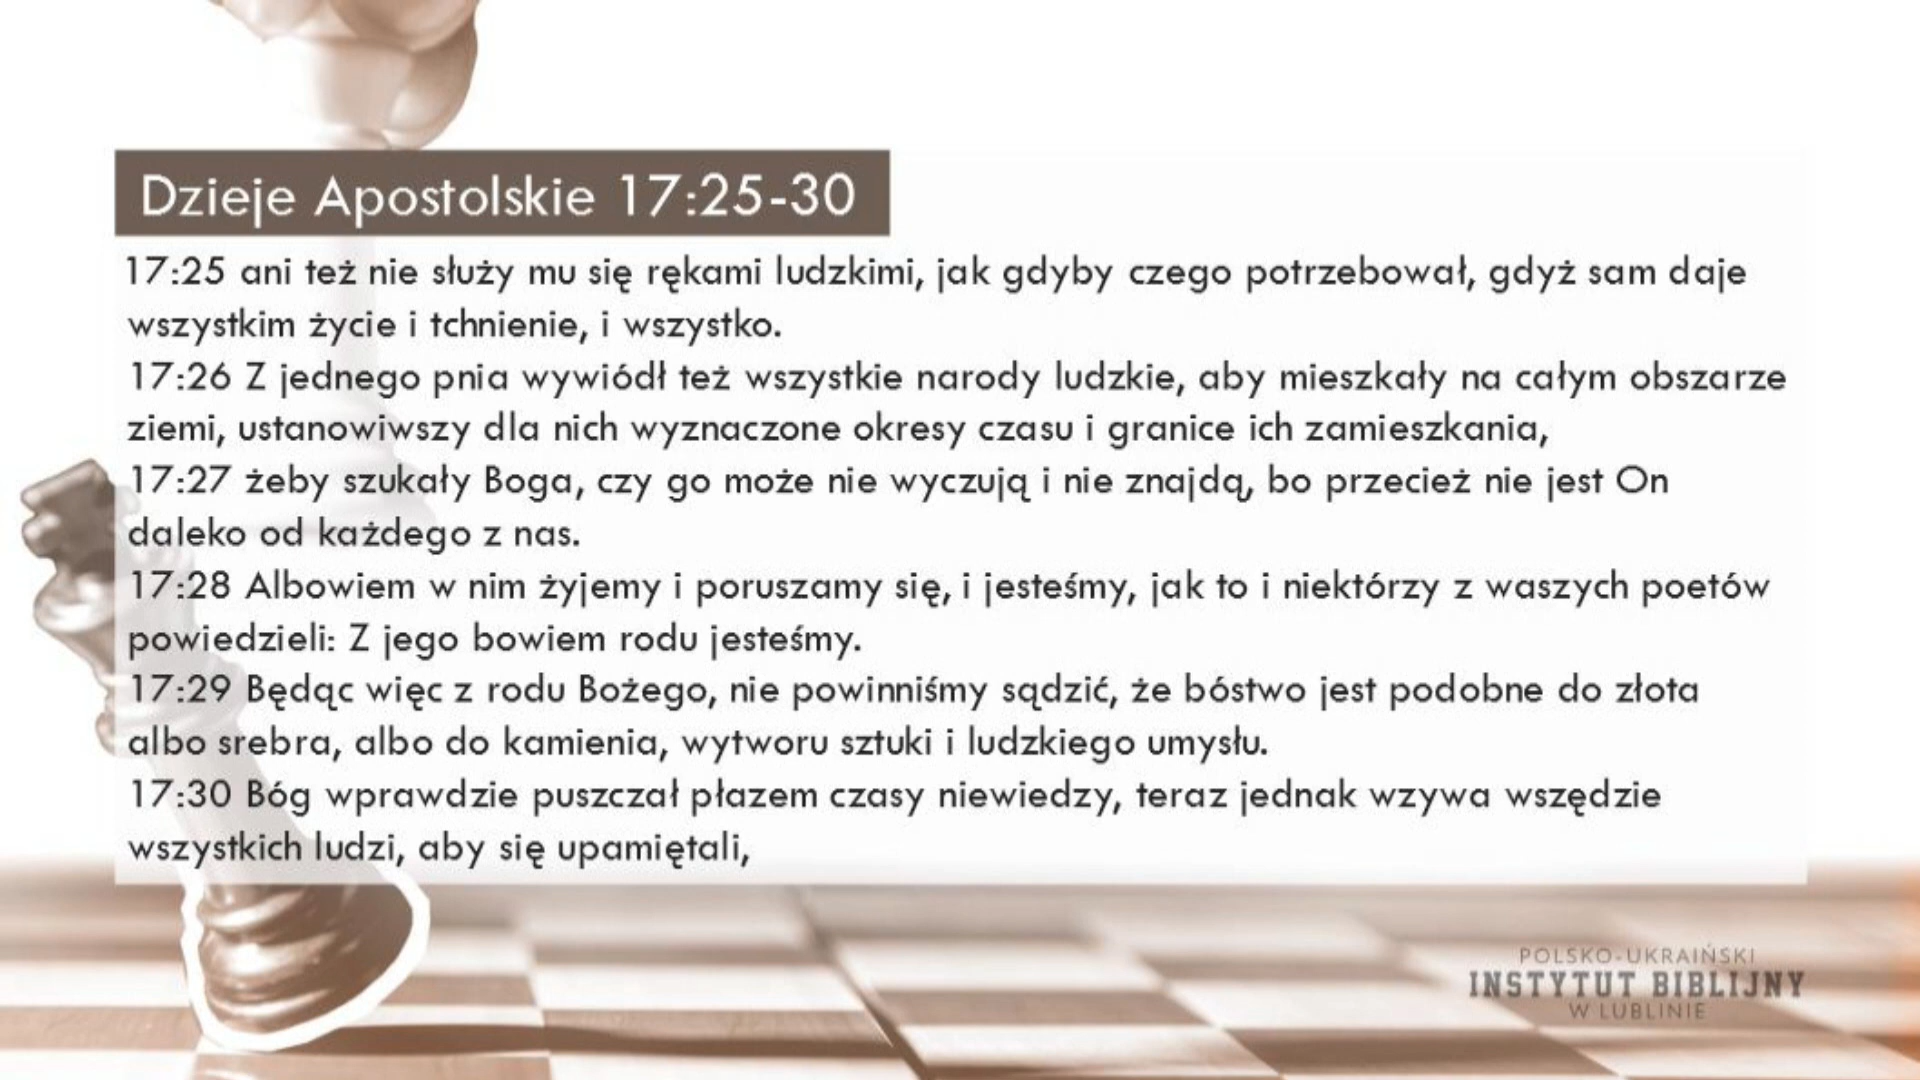 Dzieje Apostolskie 17:25-30
17:25 ani też nie służy mu się rękami ludzkimi, jak gdyby czego potrzebował, gdyż sam daje
wszystkim życie i tchnienie, i wszystko.
17:26 Z jednego pnia wywiódł też wszystkie narody ludzkie, aby mieszkały na całym obszarze
ziemi, ustanowiwszy dla nich wyznaczone okresy czasu i granice ich zamieszkania,
17:27 żeby szukały Boga, czy go może nie wyczują i nie znajdą, bo przecież nie jest On
daleko od każdego z nas.
17:28 Albowiem w nim żyjemy i poruszamy się, i jesteśmy, jak to i niektórzy z waszych poetów
powiedzieli: Z jego bowiem rodu jesteśmy.
17:29 Będąc więc z rodu Bożego, nie powinniśmy sądzić, że bóstwo jest podobne do złota
albo srebra, albo do kamienia, wytworu sztuki i ludzkiego umysłu.
17:30 Bóg wprawdzie puszczał płazem czasy niewiedzy, teraz jednak wzywa wszędzie
wszystkich ludzi, aby się upamiętali,
POLSKO-UKRAIŃSKI
INSTYTUT BIBLIJNY
W LUBLINIE